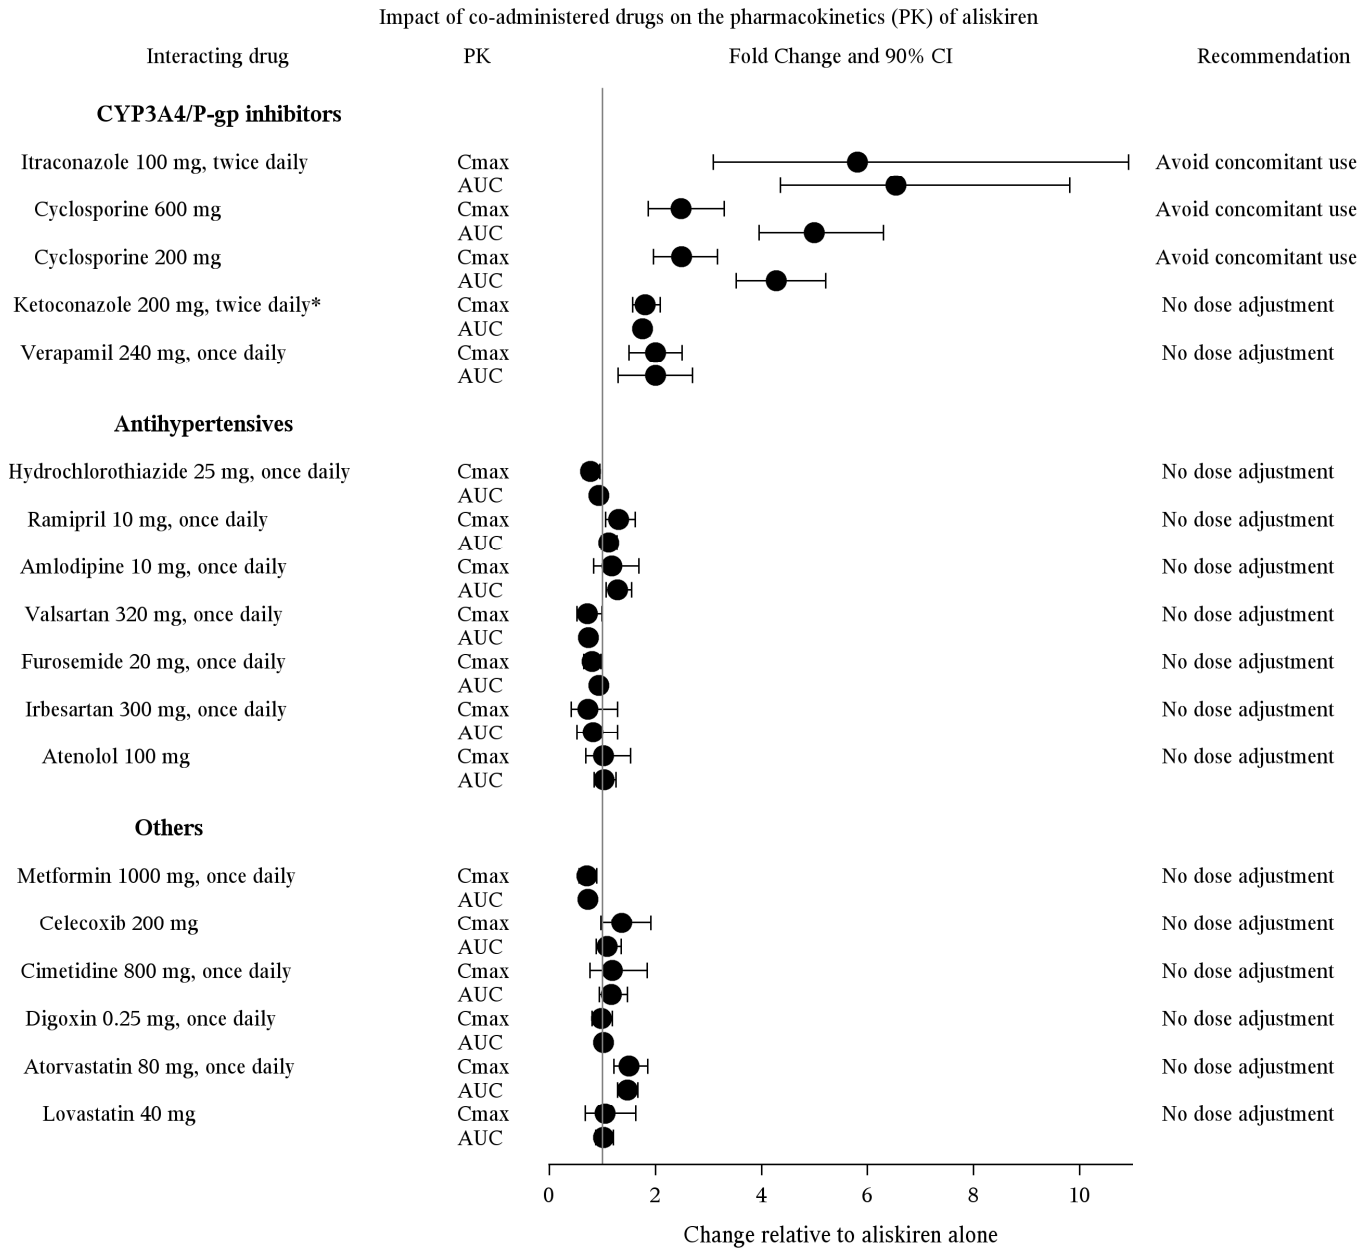 Impact of co-administered drugs on the pharmacokinetics (PK) of aliskiren
Interacting drug PK Fold Change and 90% CI Recommendation
CYP3A4/P-gp inhibitors
Itraconazole 100 mg, twice daily Cmax Avoid concomitant use
AUC
Cyclosporine 600 mg Cmax Avoid concomitant use
AUC
Cyclosporine 200 mg Cmax Avoid concomitant use
AUC
Ketoconazole 200 mg, twice daily* Cmax No dose adjustment
AUC
Verapamil 240 mg, once daily Cmax No dose adjustment
AUC
Antihypertensives
Hydrochlorothiazide 25 mg, once daily Cmax No dose adjustment
AUC
Ramipril 10 mg, once daily Cmax No dose adjustment
AUC
Amlodipine 10 mg, once daily Cmax No dose adjustment
AUC
Valsartan 320 mg, once daily Cmax No dose adjustment
AUC
Furosemide 20 mg, once daily Cmax No dose adjustment
AUC
Irbesartan 300 mg, once daily Cmax No dose adjustment
AUC
Atenolol 100 mg Cmax No dose adjustment
AUC
Others
Metformin 1000 mg, once daily Cmax No dose adjustment
AUC
Celecoxib 200 mg Cmax No dose adjustment
AUC
Cimetidine 800 mg, once daily Cmax No dose adjustment
AUC
Digoxin 0.25 mg, once daily Cmax No dose adjustment
AUC
Atorvastatin 80 mg, once daily Cmax No dose adjustment
AUC
Lovastatin 40 mg Cmax No dose adjustment
AUC
0 2 4 6 8 10
Change relative to aliskiren alone